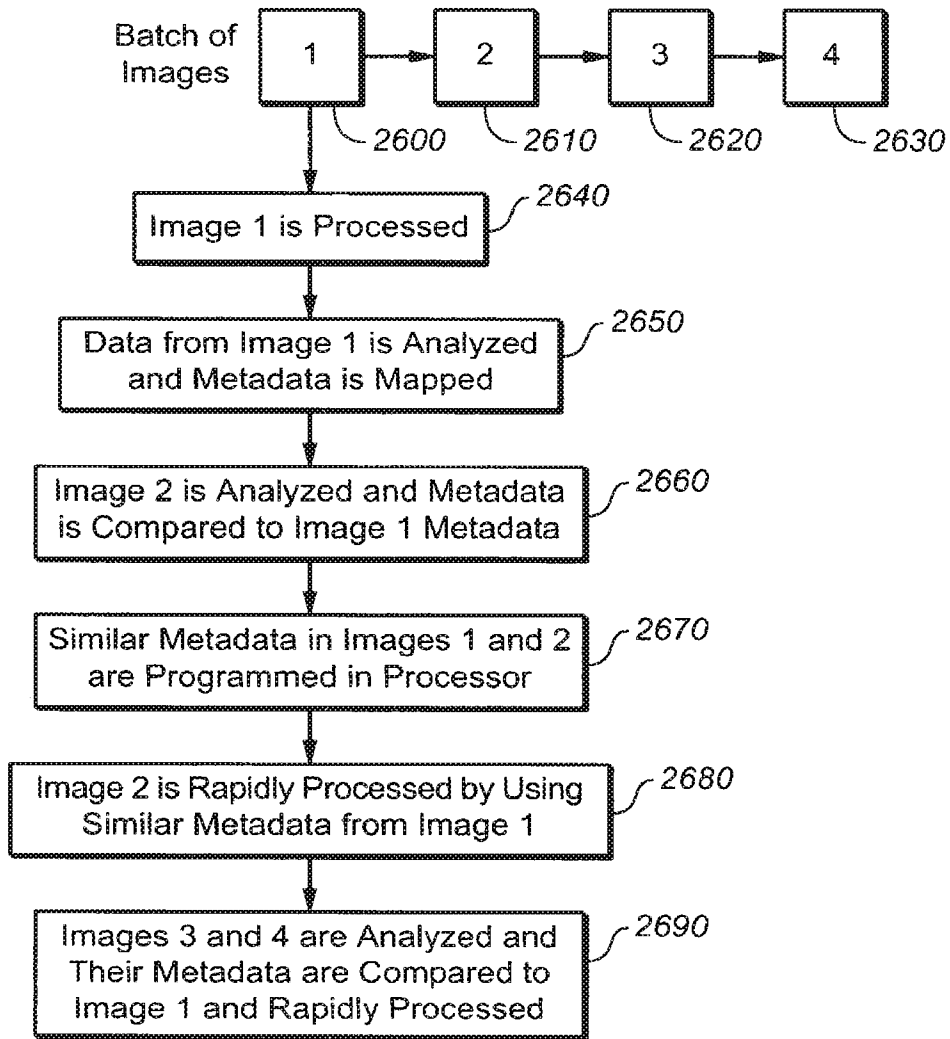 Batch of
Images
1
2
3
4
2600
2610
2620
2630
Image 1 is Processed
2640
Data from Image 1 is Analyzed
and Metadata is Mapped
2650
Image 2 is Analyzed and Metadata
is Compared to Image 1 Metadata
2660
Similar Metadata in Images 1 and 2
are Programmed in Processor
2670
Image 2 is Rapidly Processed by Using
Similar Metadata from Image 1
2680
Images 3 and 4 are Analyzed and
Their Metadata are Compared to
Image 1 and Rapidly Processed
2690